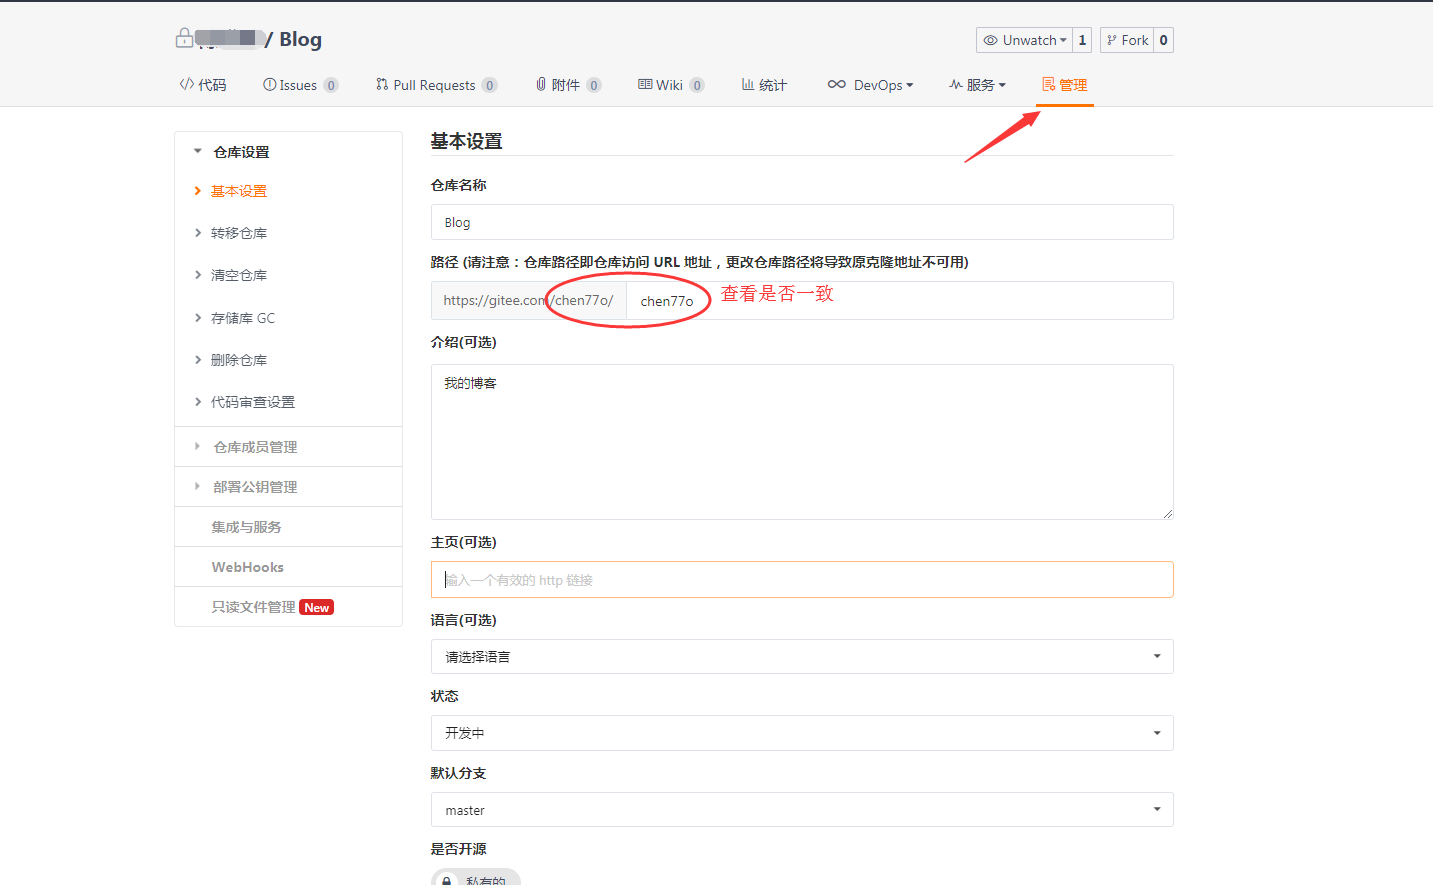 / Blog
Unwatch 1
Fork 0
代码
Issues 0
Pull Requests 0
附件 0
Wiki 0
统计
DevOps
服务
管理
仓库设置
基本设置
转移仓库
清空仓库
存储库 GC
删除仓库
代码审查设置
仓库成员管理
部署公钥管理
集成与服务
WebHooks
只读文件管理 New
基本设置
仓库名称
Blog
路径 (请注意：仓库路径即仓库访问 URL 地址，更改仓库路径将导致原克隆地址不可用)
https://gitee.com/chen77o/ chen77o
查看是否一致
介绍(可选)
我的博客
主页(可选)
输入一个有效的 http 链接
语言(可选)
请选择语言
状态
开发中
默认分支
master
是否开源
私有的